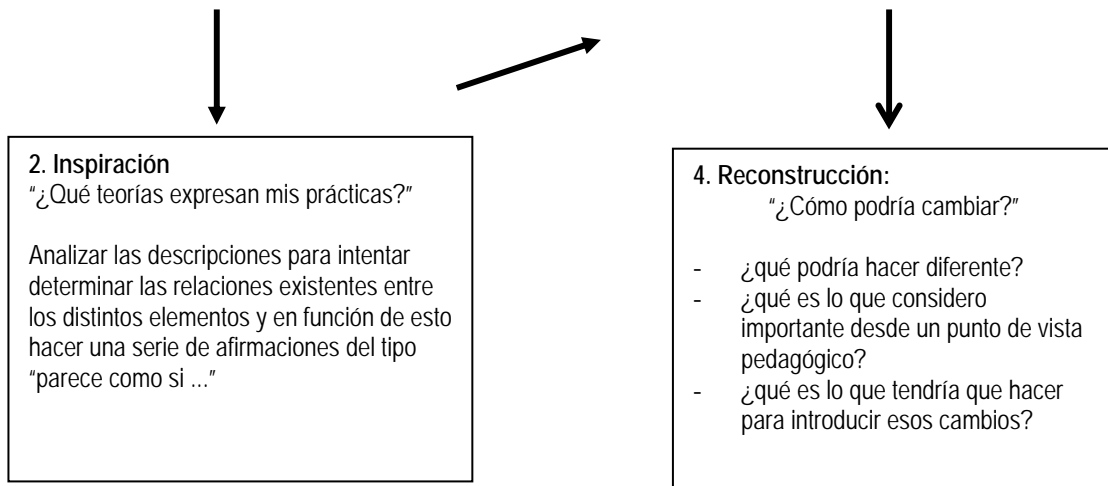 2. Inspiración
“¿Qué teorías expresan mis prácticas?”
Analizar las descripciones para intentar
determinar las relaciones existentes entre
los distintos elementos y en función de esto
hacer una serie de afirmaciones del tipo
“parece como si ...”
4. Reconstrucción:
“¿Cómo podría cambiar?”
- ¿qué podría hacer diferente?
- ¿qué es lo que considero
importante desde un punto de vista
pedagógico?
- ¿qué es lo que tendría que hacer
para introducir esos cambios?